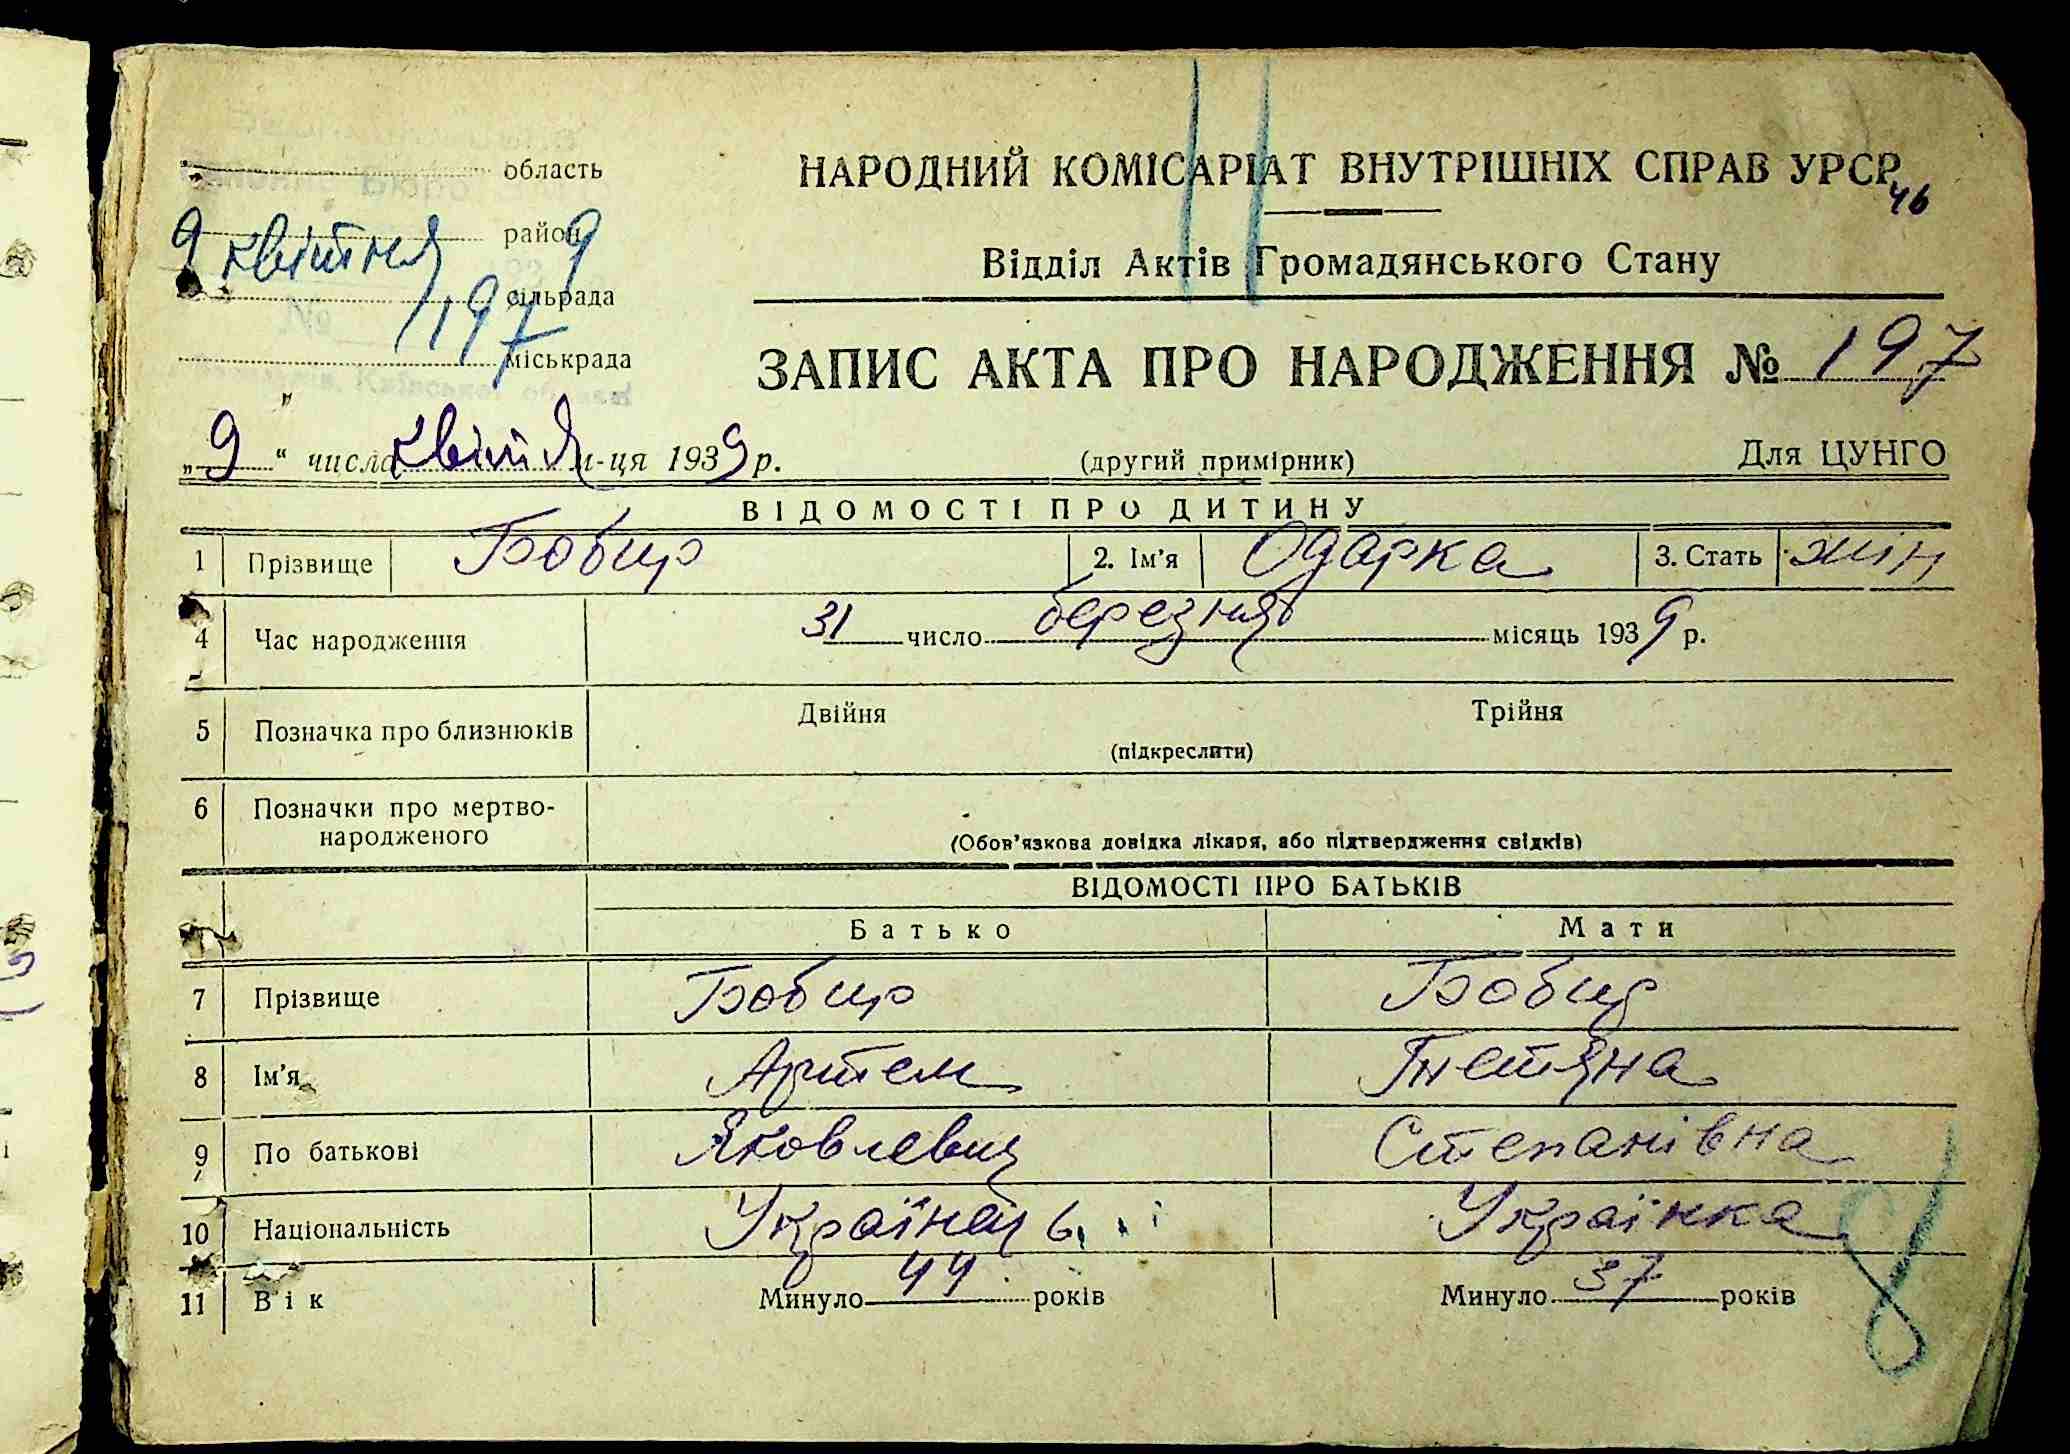 область
НАРОДНИЙ КОМІСАРІАТ ВНУТРІШНІХ СПРАВ УРСР
46
район
9 квітня 9
Відділ Актів Громадянського Стану
сільрада
197
міськрада
ЗАПИС АКТА ПРО НАРОДЖЕННЯ № 197
„9“ числа квітня м-ця 1939 р.
(другий примірник)
Для ЦУНГО
ВІДОМОСТІ ПРО ДИТИНУ
1 Прізвище Бобир 2. Ім’я Одарка 3. Стать жін
4 Час народження 31 число березня місяць 1939 р.
5 Позначка про близнюків Двійня Трійня
(підкреслити)
6 Позначки про мертво-
народженого
(Обов’язкова довідка лікаря, або підтвердження свідків)
ВІДОМОСТІ ПРО БАТЬКІВ
Батько Мати
7 Прізвище Бобир Бобир
8 Ім’я Артем Тетяна
9 По батькові Яковлевич Степанівна
10 Національність Українець Українка
11 Вік Минуло 44 років Минуло 37 років
8